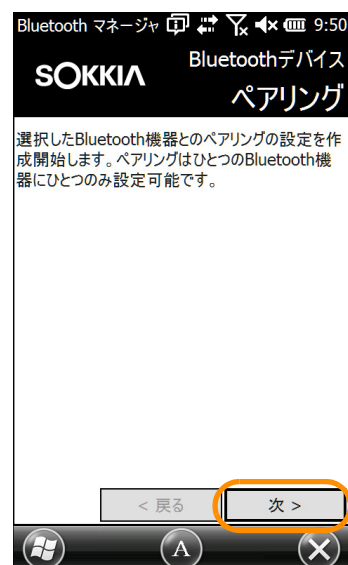 Bluetooth マネージャ 9:50
SOKKIA
Bluetoothデバイス
ペアリング
選択したBluetooth機器とのペアリングの設定を作
成開始します。ペアリングはひとつのBluetooth機
器にひとつのみ設定可能です。
< 戻る 次 >
A